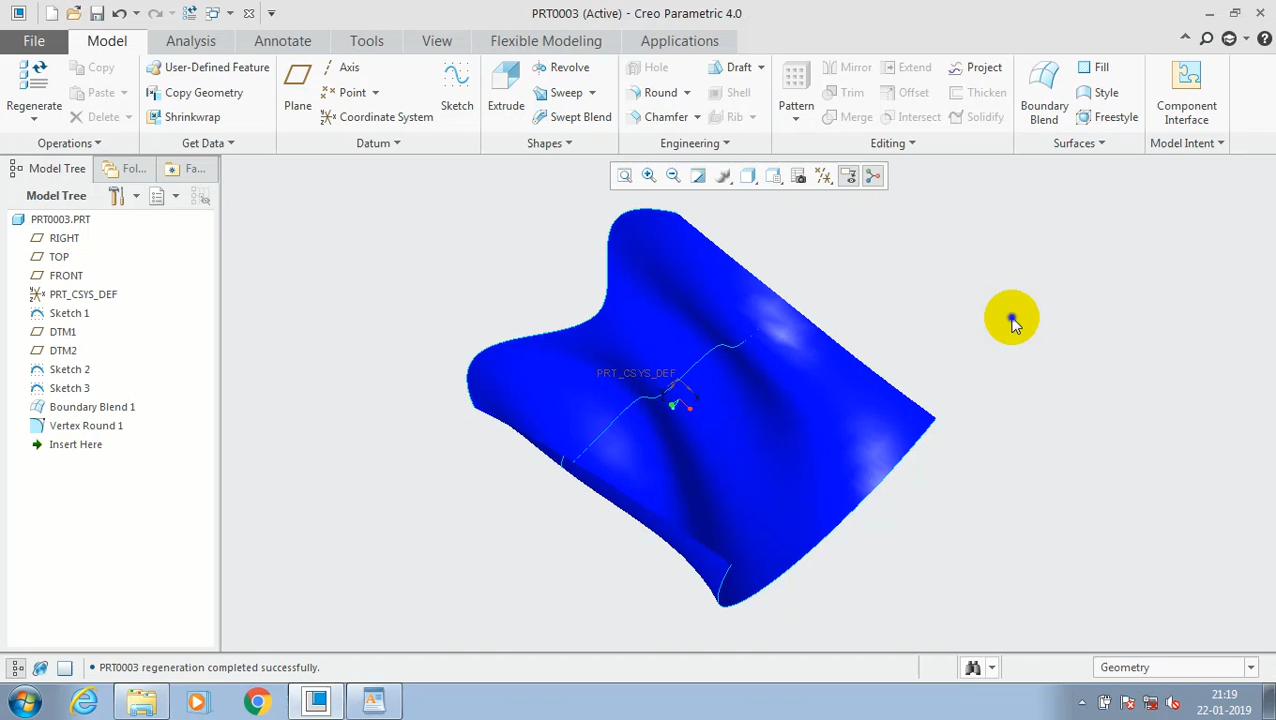 PRT0003 (Active) - Creo Parametric 4.0
File Model Analysis Annotate Tools View Flexible Modeling Applications
Regenerate
Copy
Paste
Delete
Operations
User-Defined Feature
Copy Geometry
Shrinkwrap
Get Data
Plane
Axis
Point
Coordinate System
Sketch
Datum
Extrude
Revolve
Sweep
Swept Blend
Shapes
Hole
Round
Chamfer
Draft
Shell
Rib
Engineering
Pattern
Mirror
Trim
Merge
Extend
Offset
Intersect
Project
Thicken
Solidify
Editing
Boundary
Blend
Fill
Style
Freestyle
Surfaces
Component
Interface
Model Intent
Model Tree
Fol...
Fa...
Model Tree
PRT0003.PRT
RIGHT
TOP
FRONT
PRT_CSYS_DEF
Sketch 1
DTM1
DTM2
Sketch 2
Sketch 3
Boundary Blend 1
Vertex Round 1
Insert Here
PRT_CSYS_DEF
• PRT0003 regeneration completed successfully.
Geometry
21:19
22-01-2019